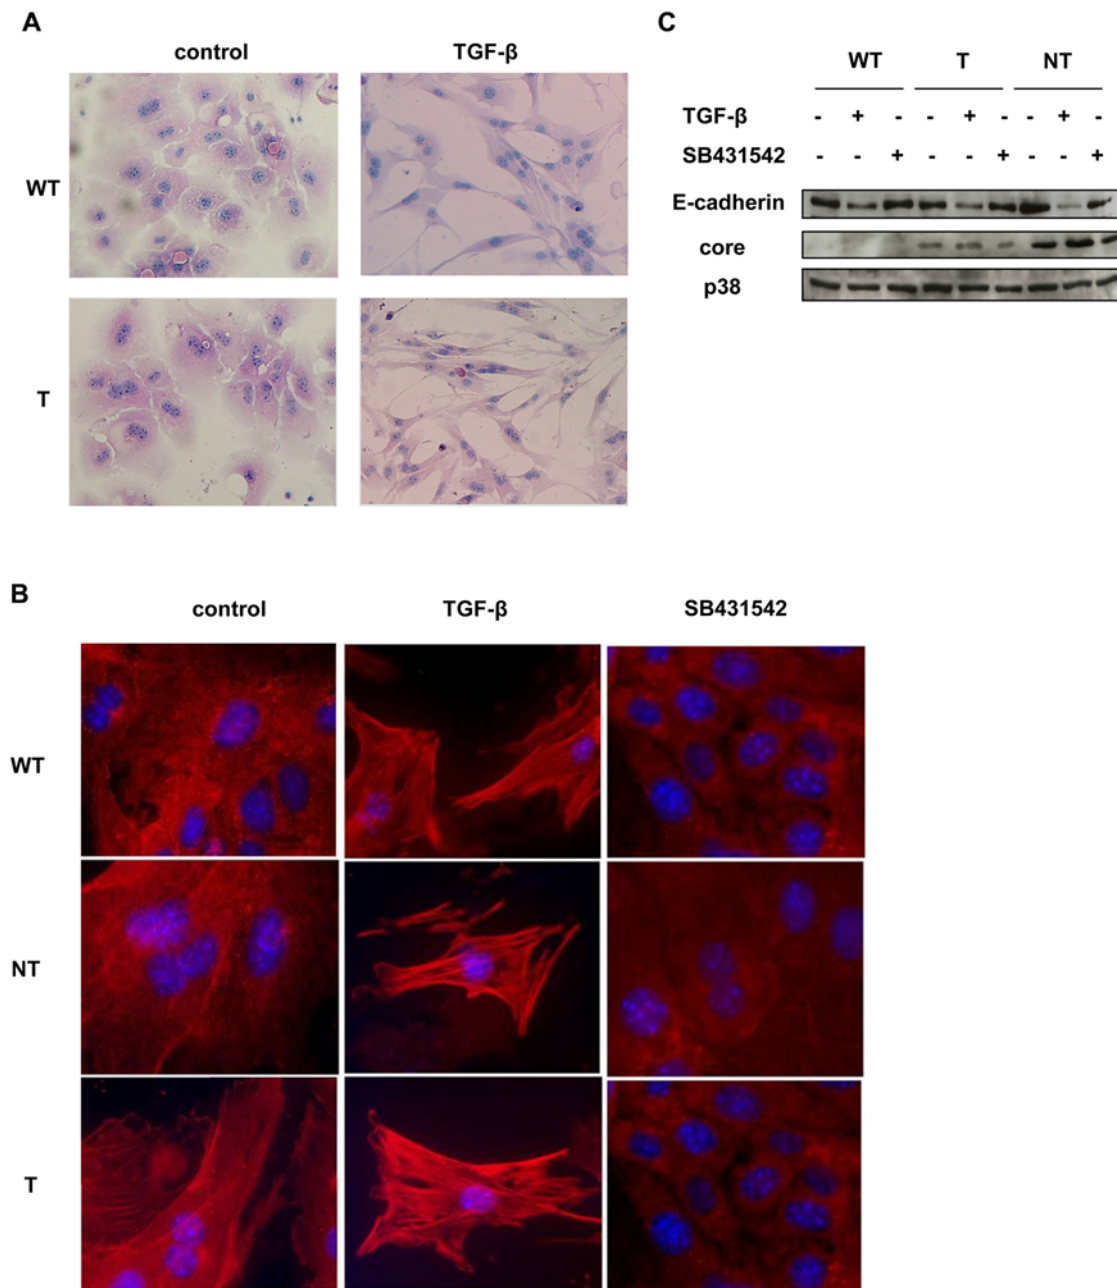 A
control TGF-β
WT
T
C
WT T NT
TGF-β - + - - + - - + -
SB431542 - - + - - + - - +
E-cadherin
core
p38
B
control TGF-β SB431542
WT
NT
T